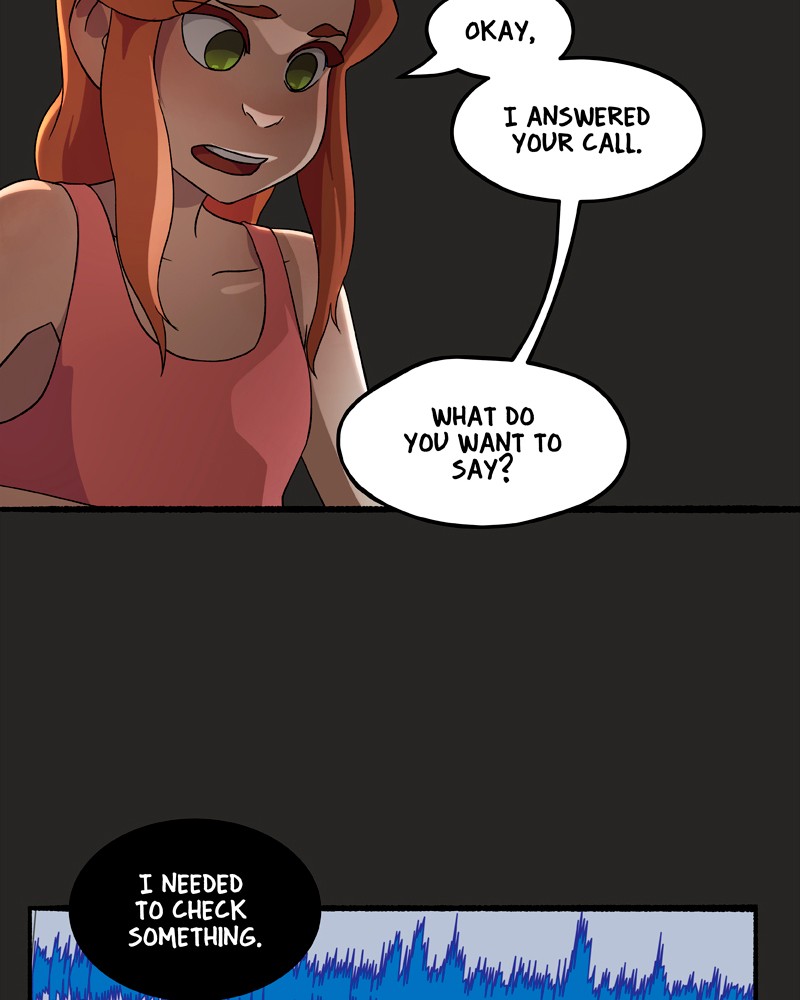 OKAY,
I ANSWERED
YOUR CALL.
WHAT DO
YOU WANT TO
SAY?
I NEEDED
TO CHECK
SOMETHING.